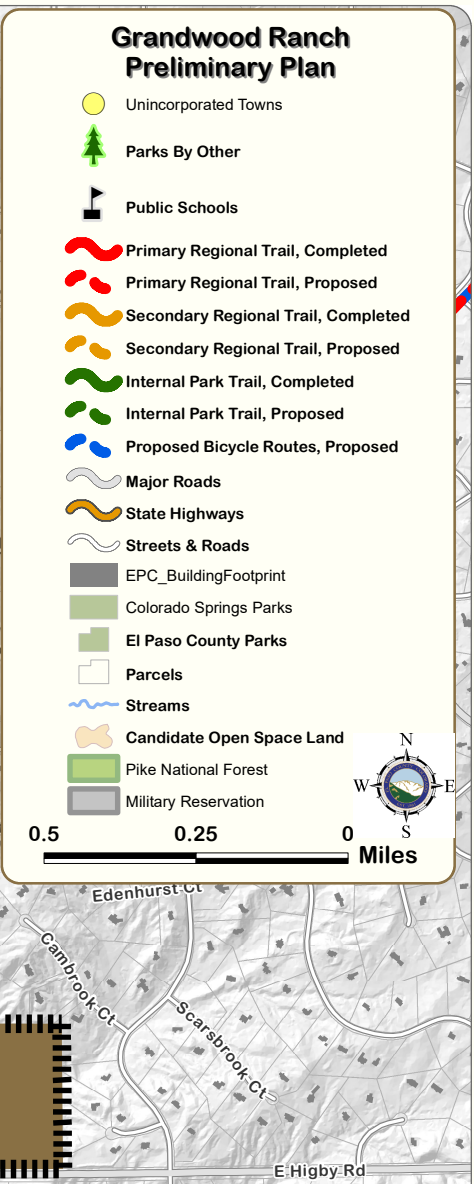 Grandwood Ranch
Preliminary Plan
Unincorporated Towns
Parks By Other
Public Schools
Primary Regional Trail, Completed
Primary Regional Trail, Proposed
Secondary Regional Trail, Completed
Secondary Regional Trail, Proposed
Internal Park Trail, Completed
Internal Park Trail, Proposed
Proposed Bicycle Routes, Proposed
Major Roads
State Highways
Streets & Roads
EPC_BuildingFootprint
Colorado Springs Parks
El Paso County Parks
Parcels
Streams
Candidate Open Space Land
Pike National Forest
Military Reservation
N
W E
S
0.5 0.25 0
Miles
Edenhurst Ct
Cambrook Ct
Scarsbrook Ct
E Higby Rd